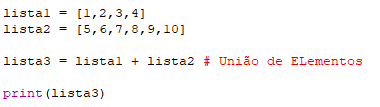 lista1 = [1,2,3,4]
lista2 = [5,6,7,8,9,10]
lista3 = lista1 + lista2 # União de ELementos
print(lista3)